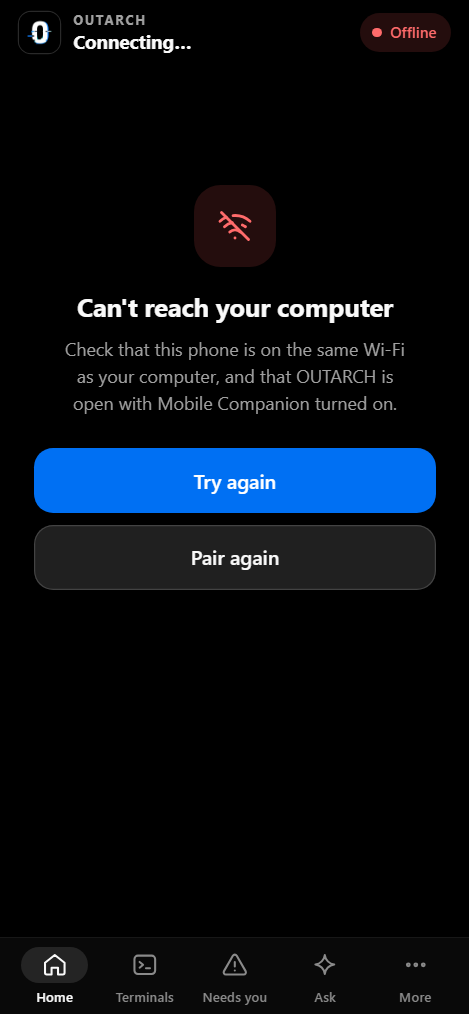 OUTARCH
Connecting...
Offline
Can't reach your computer
Check that this phone is on the same Wi-Fi
as your computer, and that OUTARCH is
open with Mobile Companion turned on.
Try again
Pair again
Home
Terminals
Needs you
Ask
More